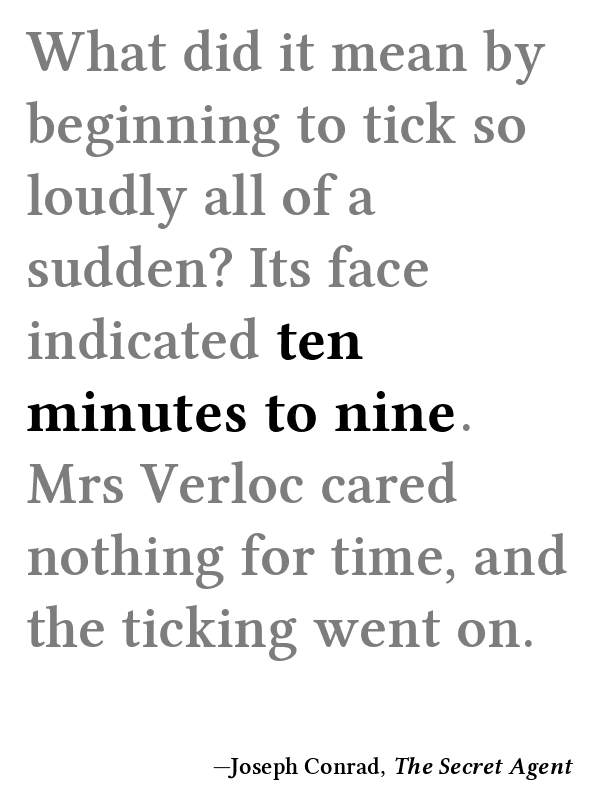 What did it mean by
beginning to tick so
loudly all of a
sudden? Its face
indicated ten
minutes to nine.
Mrs Verloc cared
nothing for time, and
the ticking went on.
—Joseph Conrad, The Secret Agent